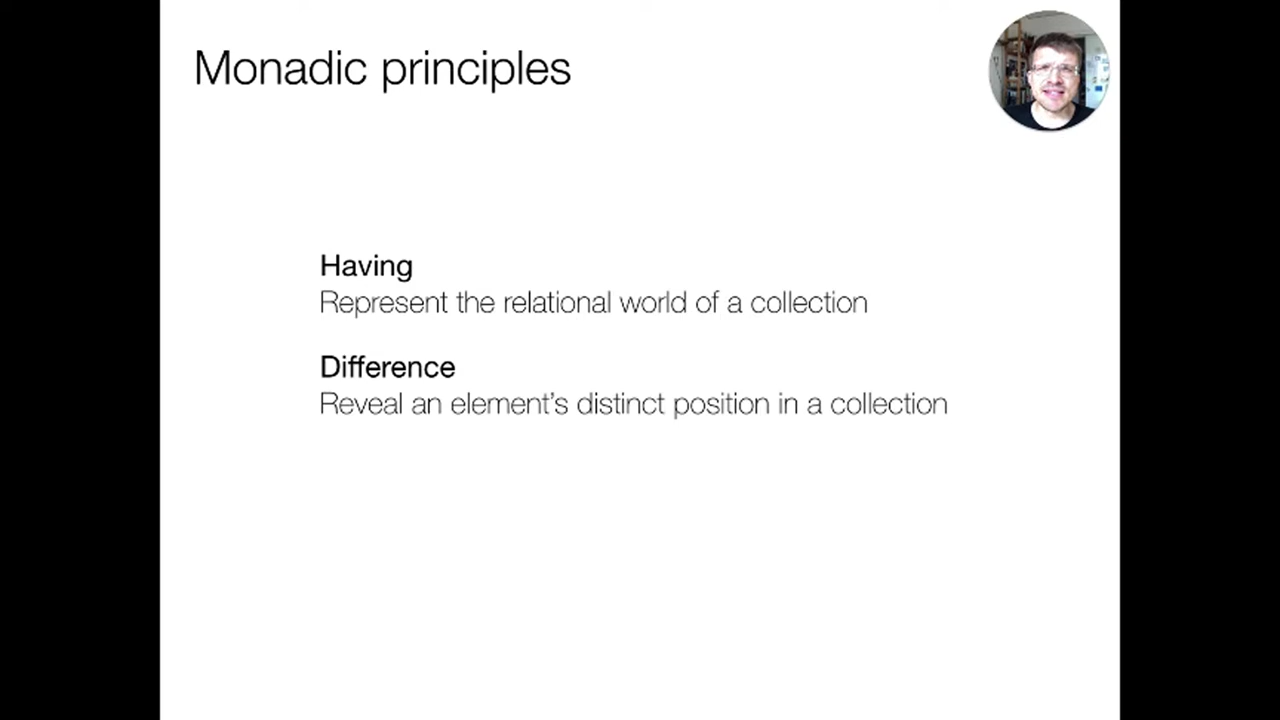 Monadic principles
Having
Represent the relational world of a collection
Difference
Reveal an element’s distinct position in a collection